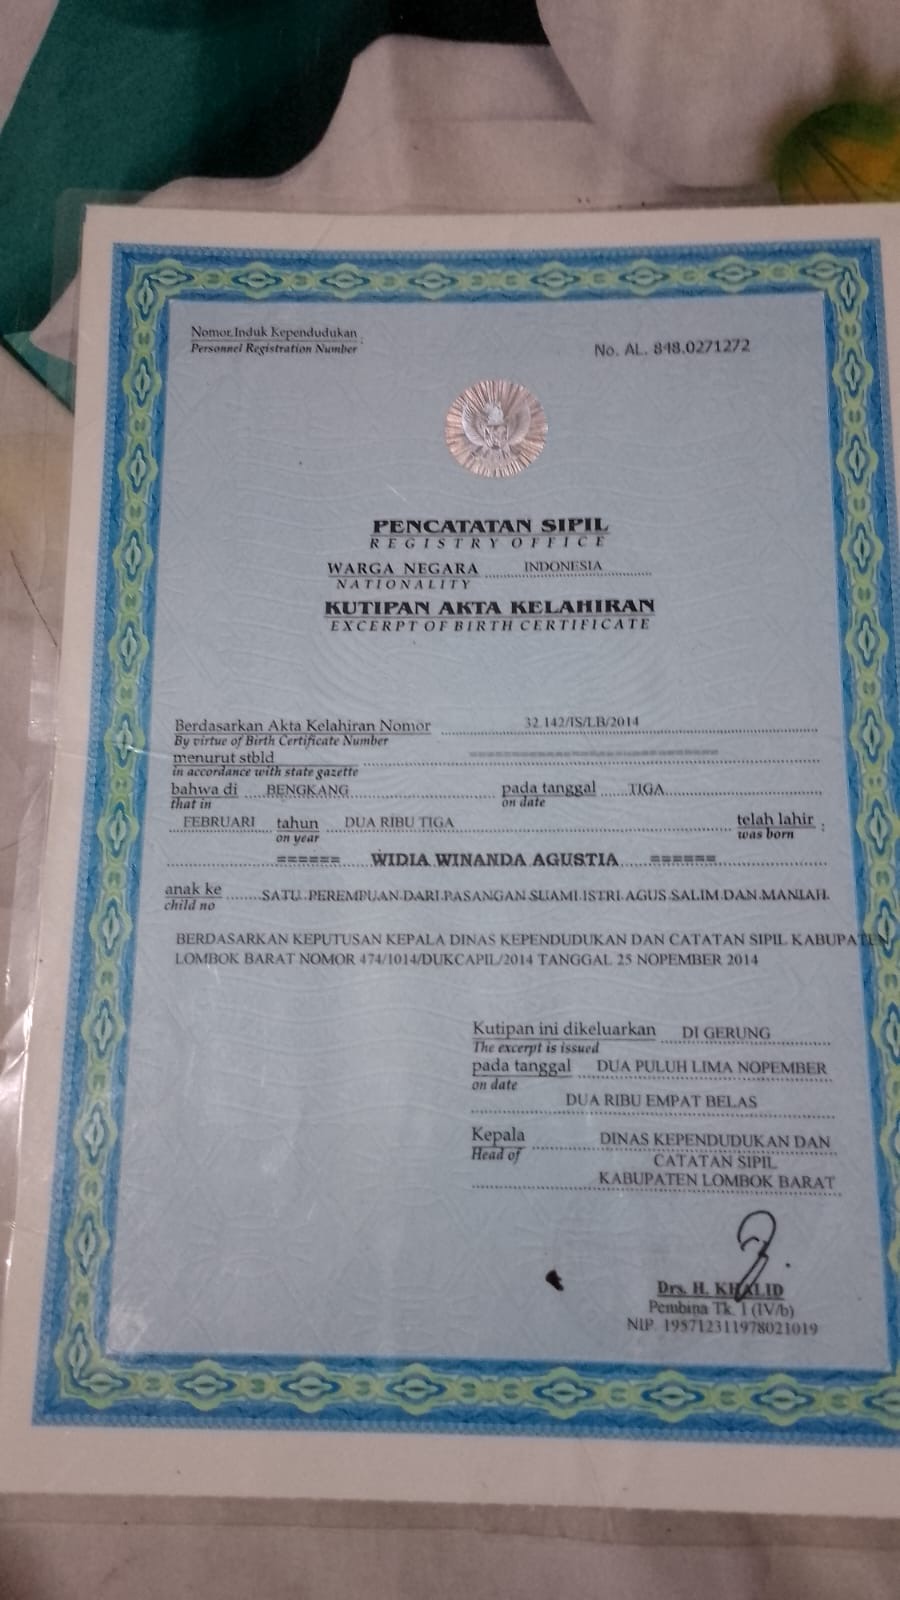 Nomor Induk Kependudukan :
Personnel Registration Number
No. AL. 848.0271272
PENCATATAN SIPIL
REGISTRY OFFICE
WARGA NEGARA INDONESIA
NATIONALITY
KUTIPAN AKTA KELAHIRAN
EXCERPT OF BIRTH CERTIFICATE
Berdasarkan Akta Kelahiran Nomor 32.142/IS/LB/2014
By virtue of Birth Certificate Number
menurut stbld ====================
in accordance with state gazette
bahwa di BENGKANG pada tanggal TIGA
that in on date
FEBRUARI tahun DUA RIBU TIGA telah lahir :
on year was born
====== WIDIA WINANDA AGUSTIA ======
anak ke SATU PEREMPUAN DARI PASANGAN SUAMI ISTRI AGUS SALIM DAN MANIAH.
child no
BERDASARKAN KEPUTUSAN KEPALA DINAS KEPENDUDUKAN DAN CATATAN SIPIL KABUPATEN
LOMBOK BARAT NOMOR 474/1014/DUKCAPIL/2014 TANGGAL 25 NOPEMBER 2014
Kutipan ini dikeluarkan DI GERUNG
The excerpt is issued
pada tanggal DUA PULUH LIMA NOPEMBER
on date
DUA RIBU EMPAT BELAS
Kepala DINAS KEPENDUDUKAN DAN
Head of CATATAN SIPIL
KABUPATEN LOMBOK BARAT
Drs. H. KHALID
Pembina Tk. I (IV/b)
NIP. 195712311978021019